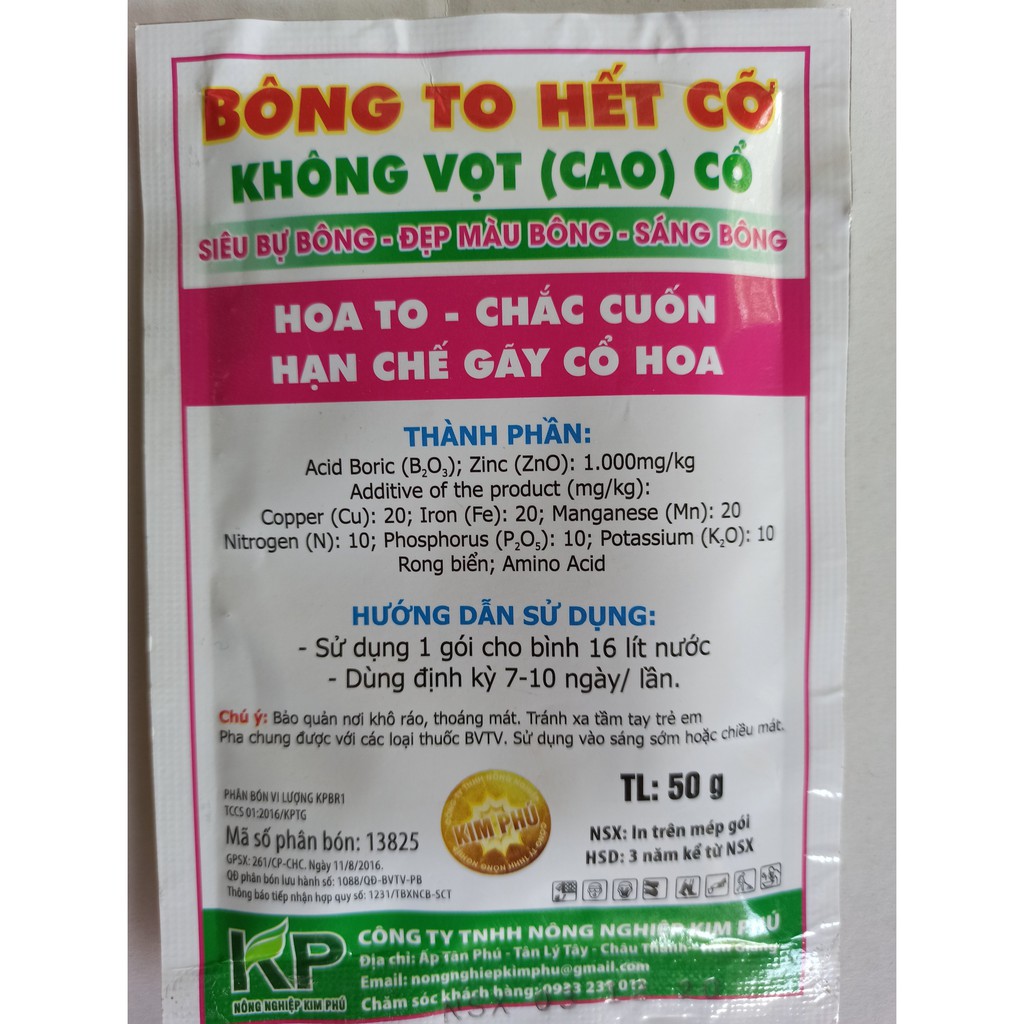 BÔNG TO HẾT CỠ
KHÔNG VỌT (CAO) CỔ
SIÊU BỰ BÔNG - ĐẸP MÀU BÔNG - SÁNG BÔNG
HOA TO - CHẮC CUỐN
HẠN CHẾ GÃY CỔ HOA
THÀNH PHẦN:
Acid Boric (B₂O₃); Zinc (ZnO): 1.000mg/kg
Additive of the product (mg/kg):
Copper (Cu): 20; Iron (Fe): 20; Manganese (Mn): 20
Nitrogen (N): 10; Phosphorus (P₂O₅): 10; Potassium (K₂O): 10
Rong biển; Amino Acid
HƯỚNG DẪN SỬ DỤNG:
- Sử dụng 1 gói cho bình 16 lít nước
- Dùng định kỳ 7-10 ngày/ lần.
Chú ý: Bảo quản nơi khô ráo, thoáng mát. Tránh xa tầm tay trẻ em
Pha chung được với các loại thuốc BVTV. Sử dụng vào sáng sớm hoặc chiều mát.
PHÂN BÓN VI LƯỢNG KPBR1
TCCS 01:2016/KPTG
Mã số phân bón: 13825
GPSX: 261/CP-CHC. Ngày 11/8/2016.
QĐ phân bón lưu hành số: 1088/QĐ-BVTV-PB
Thông báo tiếp nhận hợp quy số: 1231/TBXNCB-SCT
CÔNG TY TNHH NÔNG NGHIỆP
KIM PHÚ
TL: 50 g
NSX: In trên mép gói
HSD: 3 năm kể từ NSX
KP
NÔNG NGHIỆP KIM PHÚ
CÔNG TY TNHH NÔNG NGHIỆP KIM PHÚ
Địa chỉ: Ấp Tân Phú - Tân Lý Tây - Châu Thành - Tiền Giang
Email: nongnghiepkimphu@gmail.com
Chăm sóc khách hàng: 0933 239 012
NSX